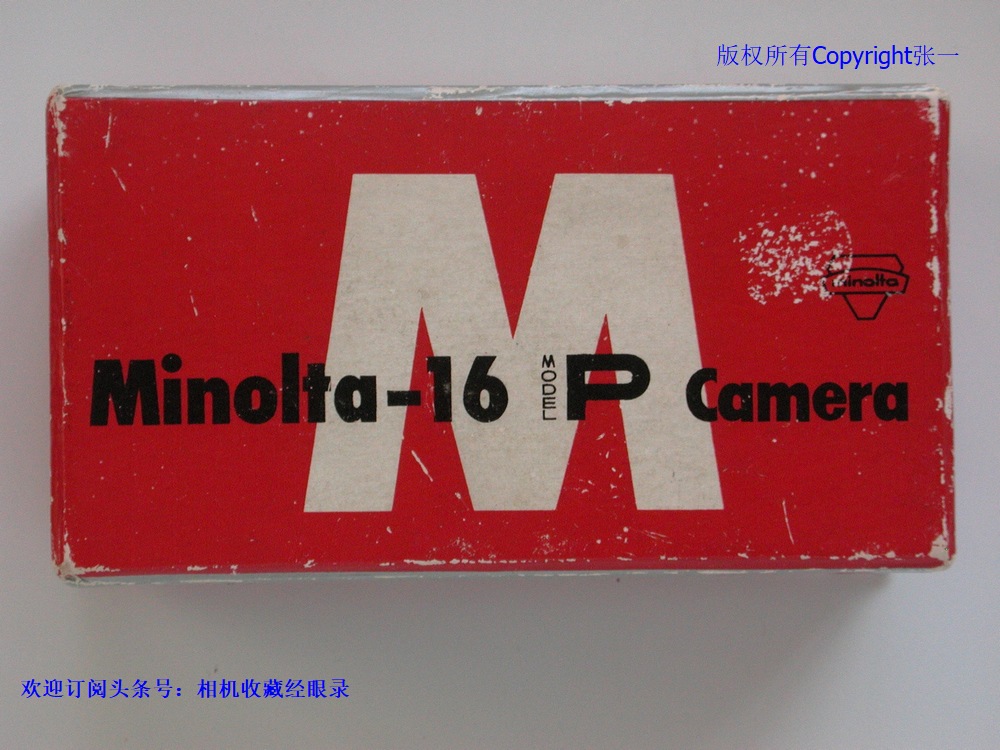 版权所有Copyright张一
M
minolta
Minolta-16 MODEL P Camera
欢迎订阅头条号：相机收藏经眼录